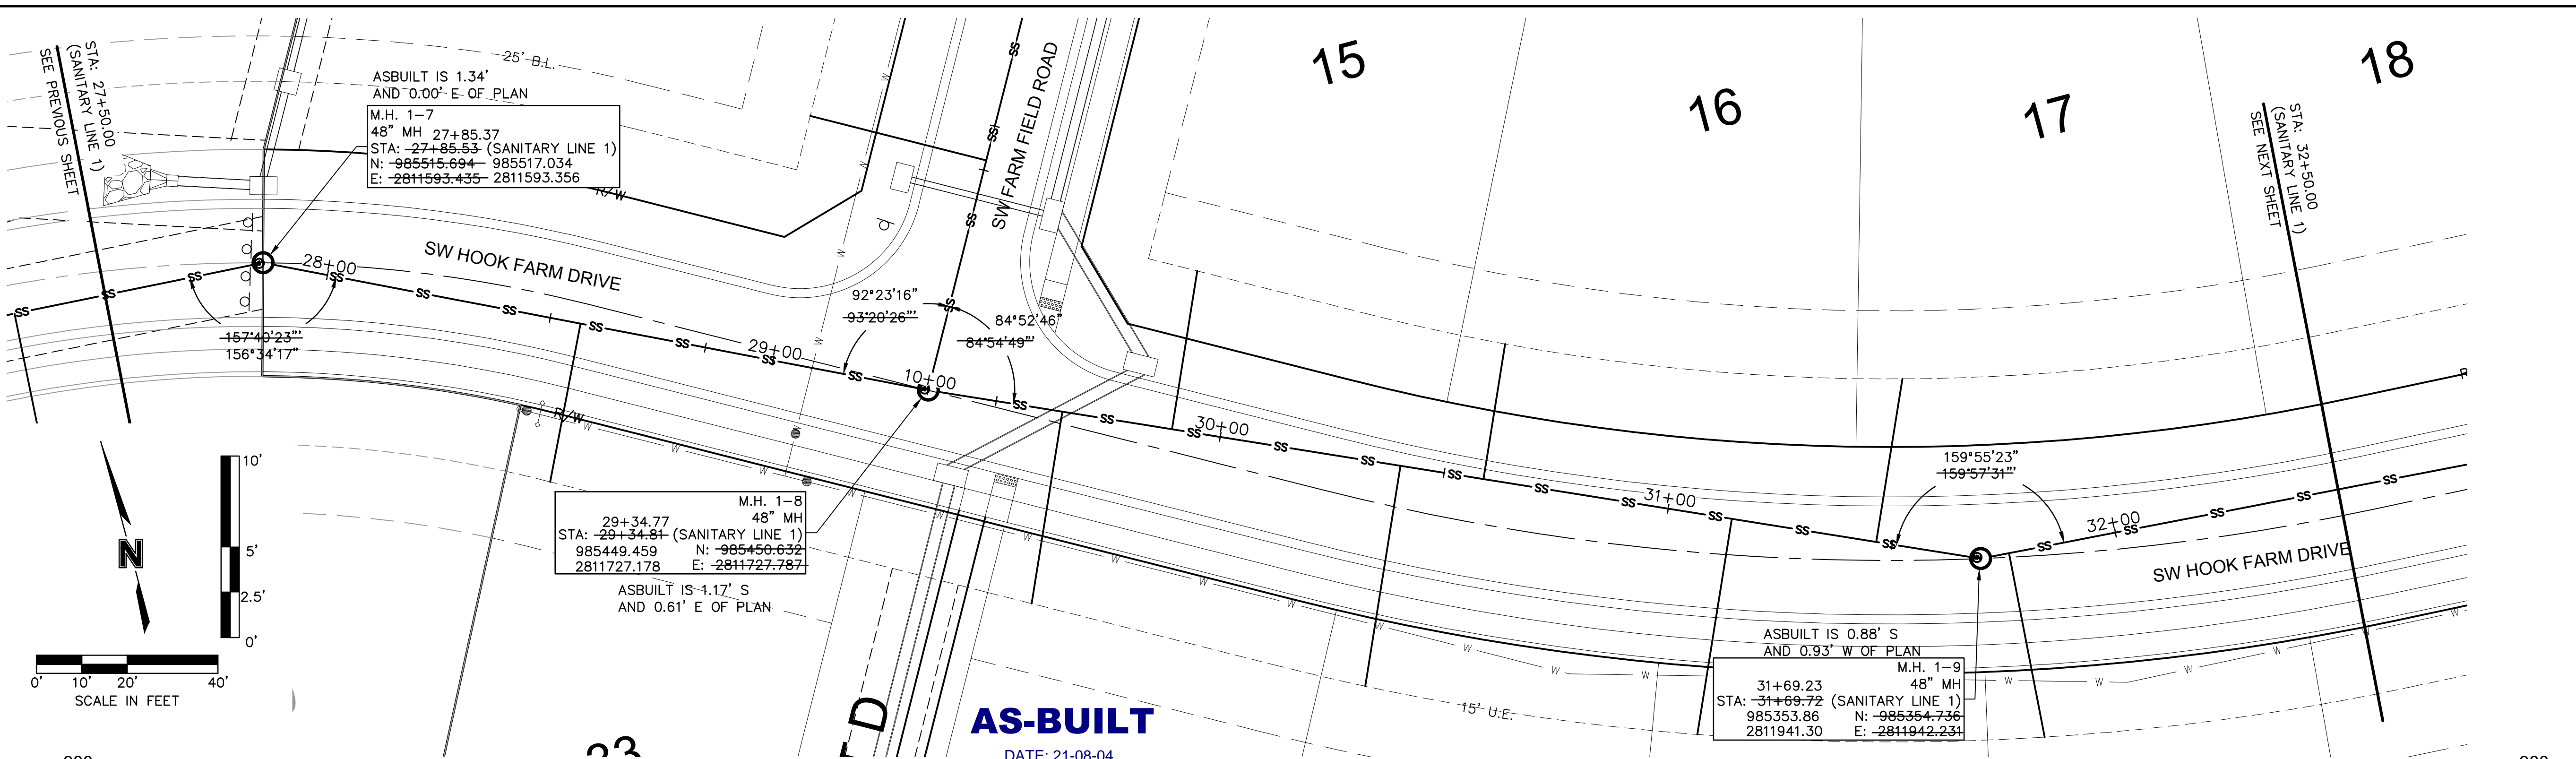 STA: 27+50.00
(SANITARY LINE 1)
SEE PREVIOUS SHEET
25' B.L.
ASBUILT IS 1.34'
AND 0.00' E OF PLAN
M.H. 1-7
48" MH 27+85.37
STA: 27+85.53 (SANITARY LINE 1)
N: 985515.694 985517.034
E: 2811593.435 2811593.356
R/W
SW FARM FIELD ROAD
15
16
17
18
STA: 32+50.00
(SANITARY LINE 1)
SEE NEXT SHEET
28+00
SW HOOK FARM DRIVE
157°40'23"'
156°34'17"
29+00
92°23'16"
93°20'26"'
84°52'46"
84°54'49"'
10+00
30+00
31+00
159°55'23"
159°57'31"'
32+00
SW HOOK FARM DRIVE
R/W
M.H. 1-8
29+34.77 48" MH
STA: 29+34.81 (SANITARY LINE 1)
985449.459 N: 985450.632
2811727.178 E: 2811727.787
ASBUILT IS 1.17' S
AND 0.61' E OF PLAN
ASBUILT IS 0.88' S
AND 0.93' W OF PLAN
M.H. 1-9
31+69.23 48" MH
STA: 31+69.72 (SANITARY LINE 1)
985353.86 N: 985354.736
2811941.30 E: 2811942.231
15' U.E.
N
10'
5'
2.5'
0'
0' 10' 20' 40'
SCALE IN FEET
23
AS-BUILT
DATE: 21-08-04